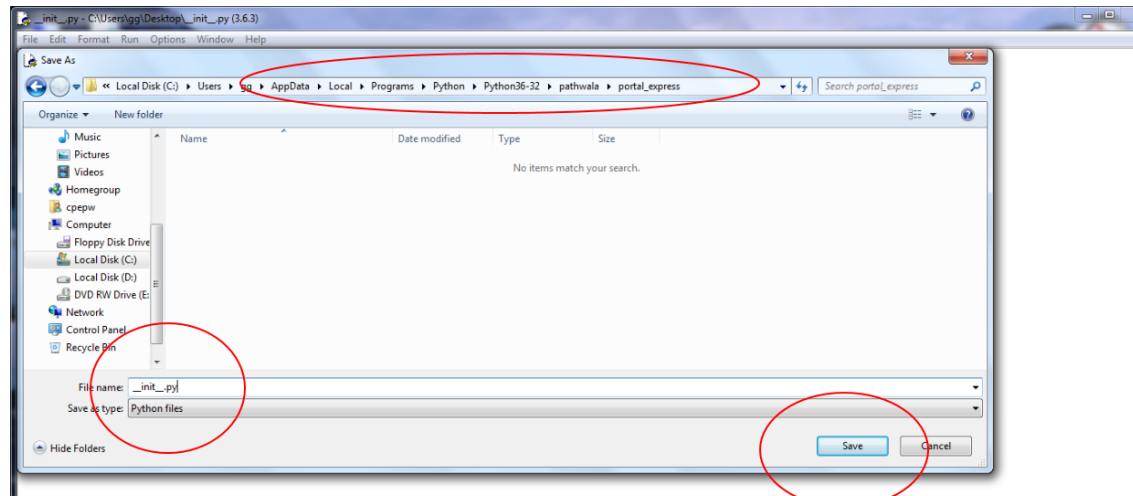 __init__.py - C:\Users\gg\Desktop\__init__.py (3.6.3)
File Edit Format Run Options Window Help
Save As
« Local Disk (C:) ▸ Users ▸ gg ▸ AppData ▸ Local ▸ Programs ▸ Python ▸ Python36-32 ▸ pathwala ▸ portal_express Search portal_express
Organize New folder
Name Date modified Type Size
No items match your search.
Music
Pictures
Videos
Homegroup
cpepw
Computer
Floppy Disk Drive
Local Disk (C:)
Local Disk (D:)
DVD RW Drive (E:
Network
Control Panel
Recycle Bin
File name: __init__.py
Save as type: Python files
Hide Folders Save Cancel